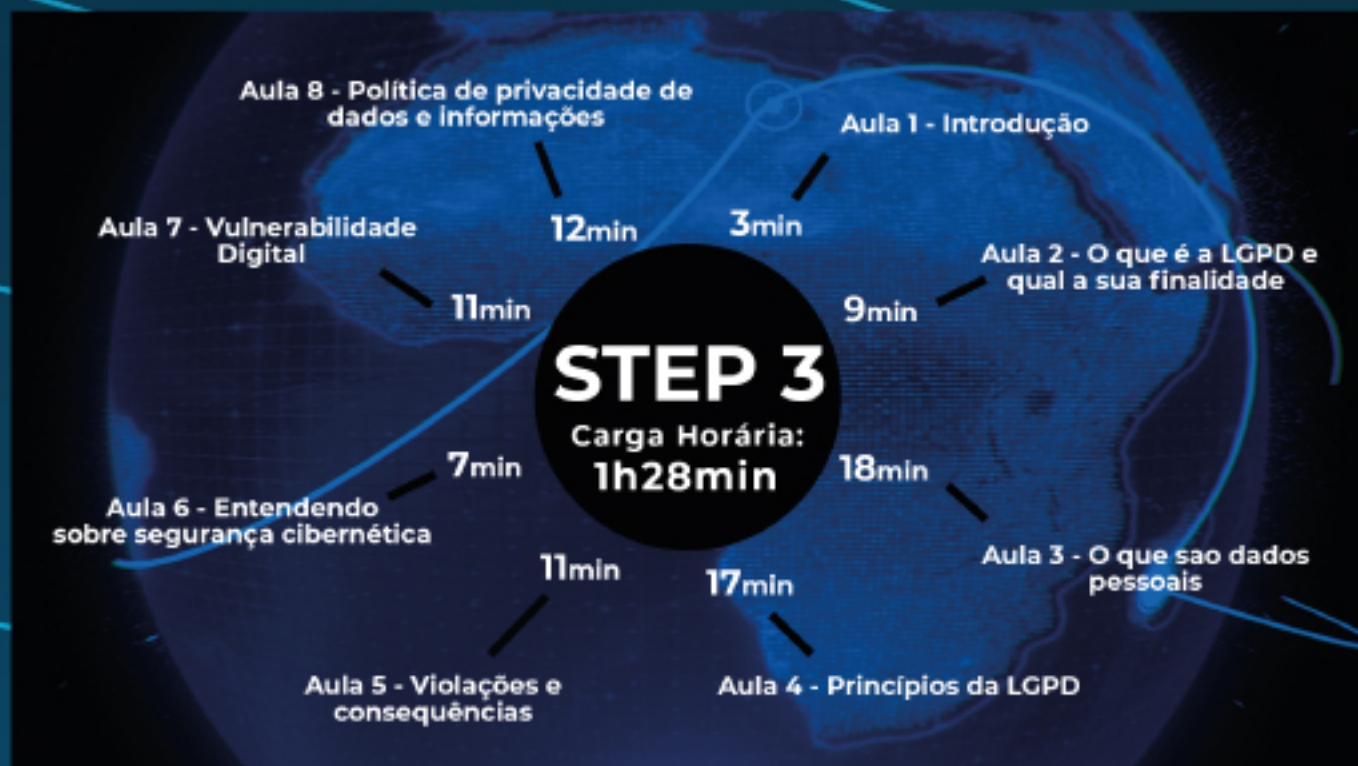 STEP 3
Carga Horária:
1h28min
Aula 1 - Introdução
3min
Aula 2 - O que é a LGPD e
qual a sua finalidade
9min
18min
Aula 3 - O que sao dados
pessoais
17min
Aula 4 - Princípios da LGPD
11min
Aula 5 - Violações e
consequências
7min
Aula 6 - Entendendo
sobre segurança cibernética
Aula 7 - Vulnerabilidade
Digital
11min
Aula 8 - Política de privacidade de
dados e informações
12min